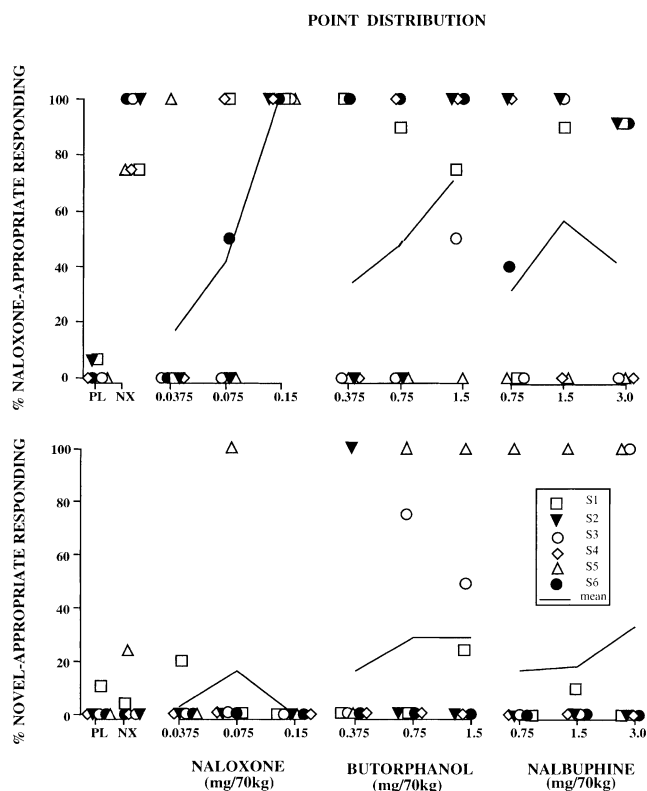 POINT DISTRIBUTION
% NALOXONE-APPROPRIATE RESPONDING
100
80
60
40
20
0
PL NX 0.0375 0.075 0.15 0.375 0.75 1.5 0.75 1.5 3.0
% NOVEL-APPROPRIATE RESPONDING
100
80
60
40
20
0
S1
S2
S3
S4
S5
S6
mean
PL NX 0.0375 0.075 0.15 0.375 0.75 1.5 0.75 1.5 3.0
NALOXONE BUTORPHANOL NALBUPHINE
(mg/70kg) (mg/70kg) (mg/70kg)